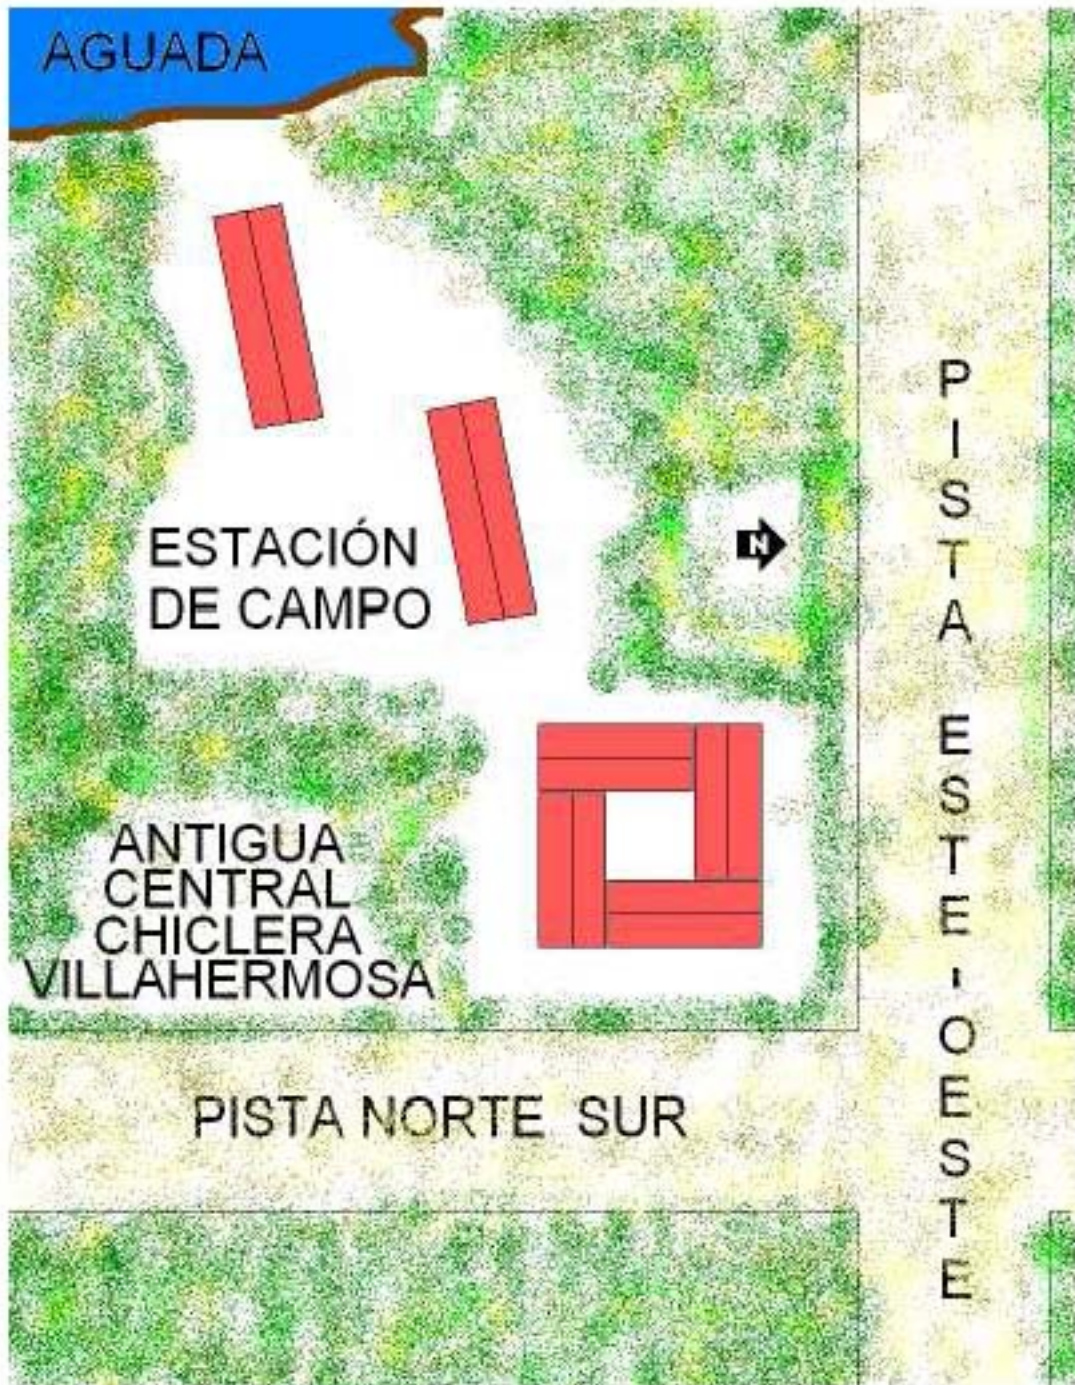 AGUADA
ESTACIÓN
DE CAMPO
N
ANTIGUA
CENTRAL
CHICLERA
VILLAHERMOSA
PISTA NORTE SUR
PISTA ESTE-OESTE